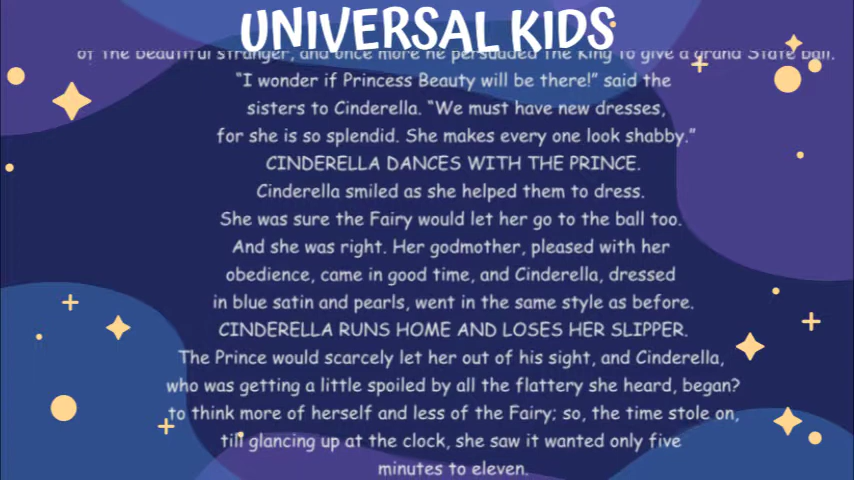 UNIVERSAL KIDS
of the beautiful stranger, and once more he persuaded the King to give a grand State ball.
“I wonder if Princess Beauty will be there!” said the
sisters to Cinderella. “We must have new dresses,
for she is so splendid. She makes every one look shabby.”
CINDERELLA DANCES WITH THE PRINCE.
Cinderella smiled as she helped them to dress.
She was sure the Fairy would let her go to the ball too.
And she was right. Her godmother, pleased with her
obedience, came in good time, and Cinderella, dressed
in blue satin and pearls, went in the same style as before.
CINDERELLA RUNS HOME AND LOSES HER SLIPPER.
The Prince would scarcely let her out of his sight, and Cinderella,
who was getting a little spoiled by all the flattery she heard, began?
to think more of herself and less of the Fairy; so, the time stole on,
till glancing up at the clock, she saw it wanted only five
minutes to eleven.